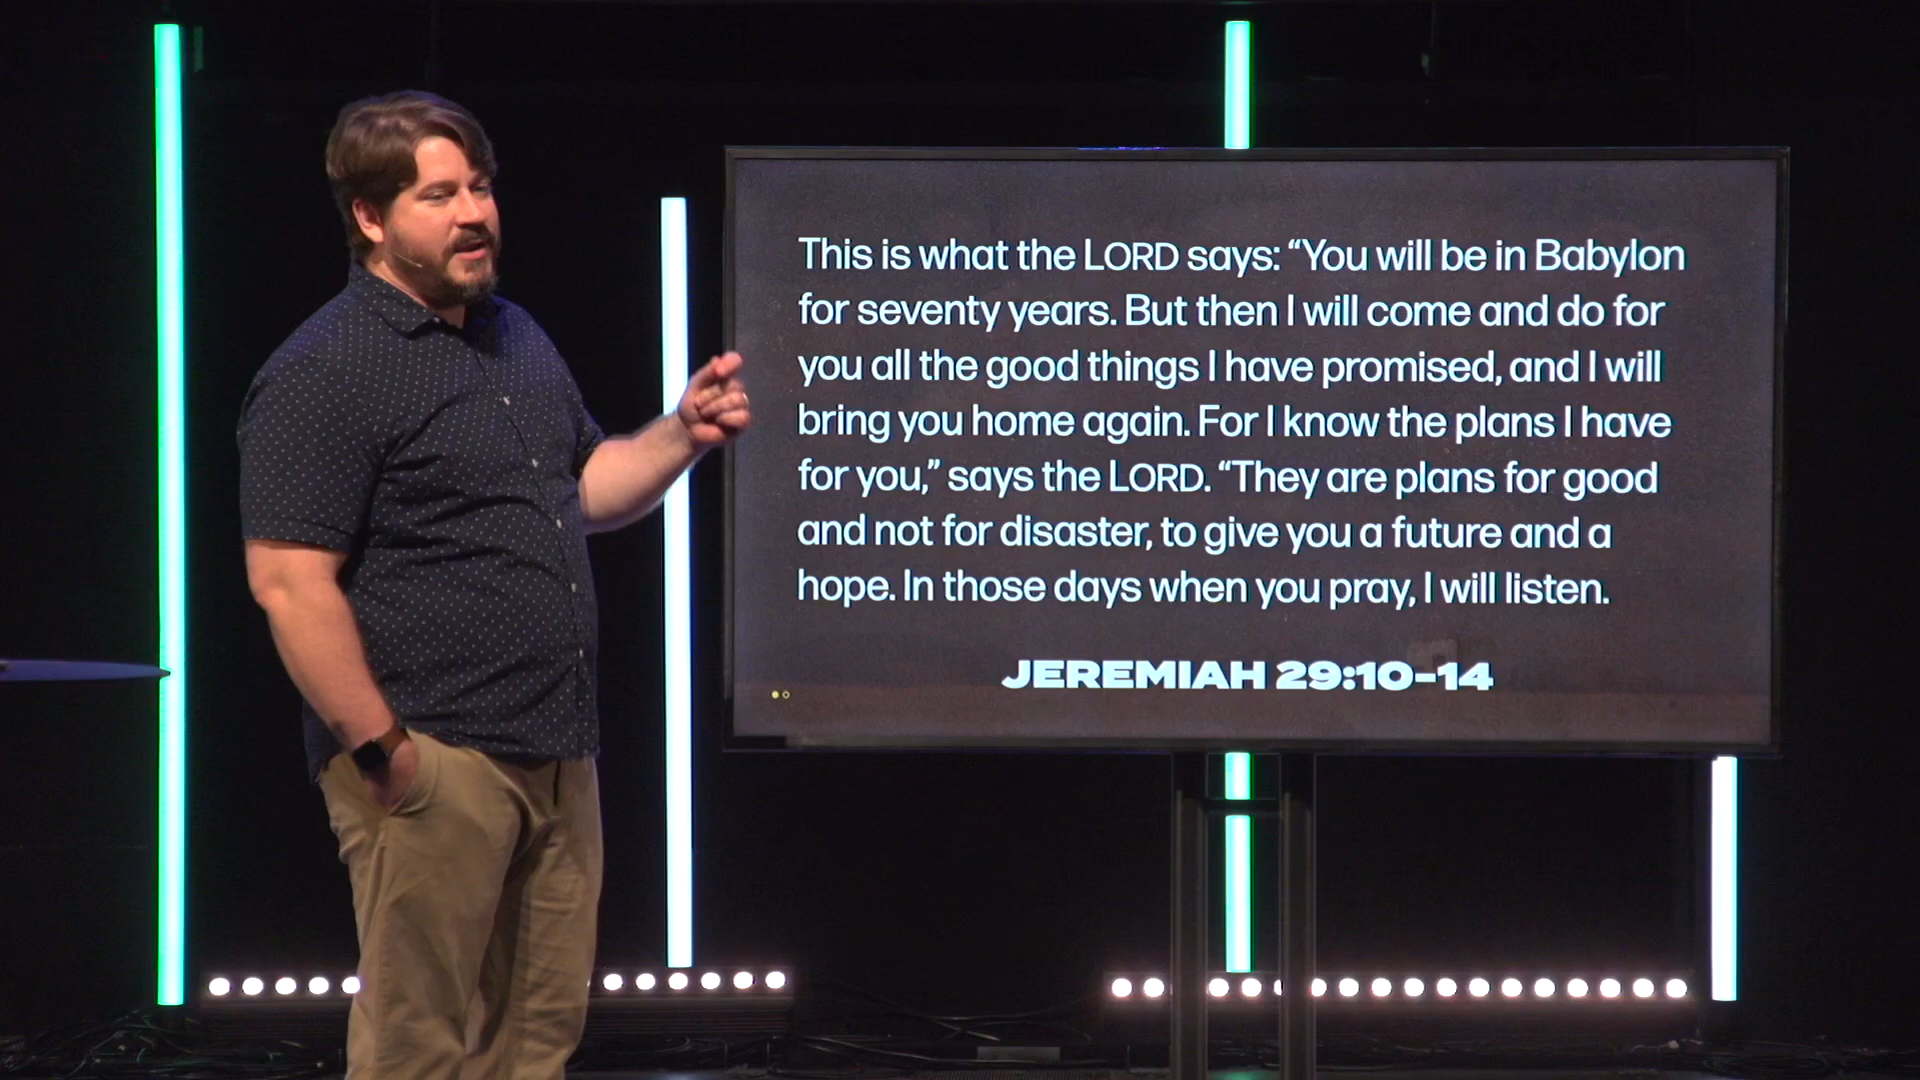 This is what the LORD says: “You will be in Babylon
for seventy years. But then I will come and do for
you all the good things I have promised, and I will
bring you home again. For I know the plans I have
for you,” says the LORD. “They are plans for good
and not for disaster, to give you a future and a
hope. In those days when you pray, I will listen.
JEREMIAH 29:10–14